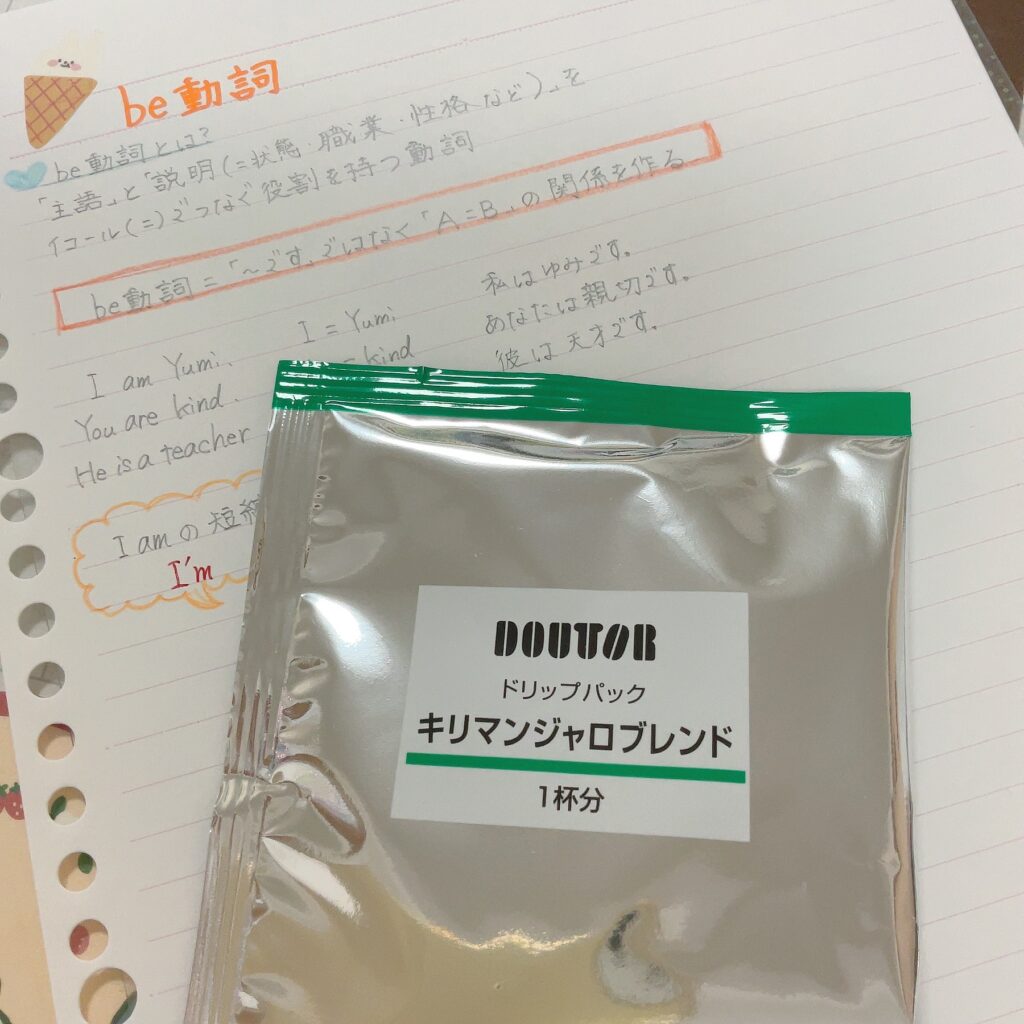 be動詞
be動詞とは?
「主語」と「説明(=状態・職業・性格など)」を
イコール(=)でつなぐ役割を持つ動詞
be動詞=「~です」ではなく「A=B」の関係を作る
I am Yumi. I = Yumi 私はゆみです。
You are kind. = kind あなたは親切です。
He is a teacher 彼は天才です。
I amの短縮
I'm
DOUTOR
ドリップパック
キリマンジャロブレンド
1杯分